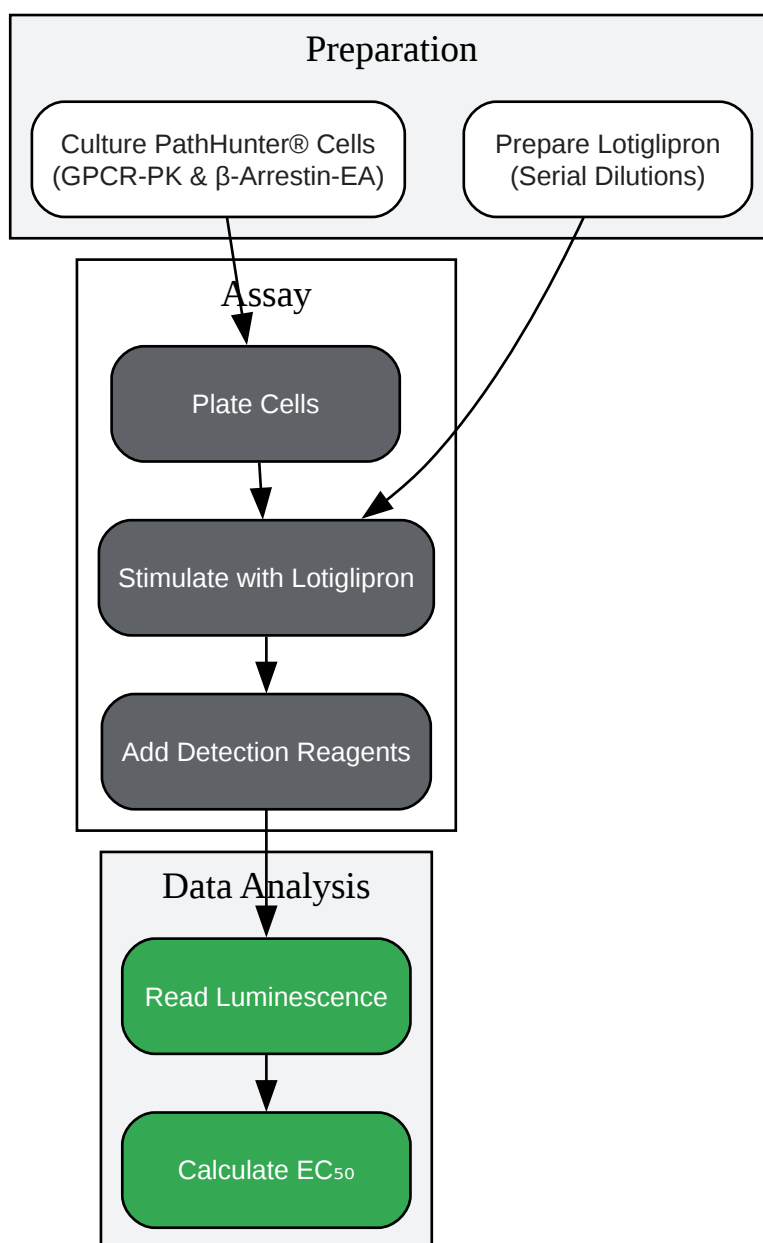 Preparation
Culture PathHunter® Cells
(GPCR-PK & β-Arrestin-EA)
Prepare Lotiglipron
(Serial Dilutions)
Assay
Plate Cells
Stimulate with Lotiglipron
Add Detection Reagents
Data Analysis
Read Luminescence
Calculate EC₅₀